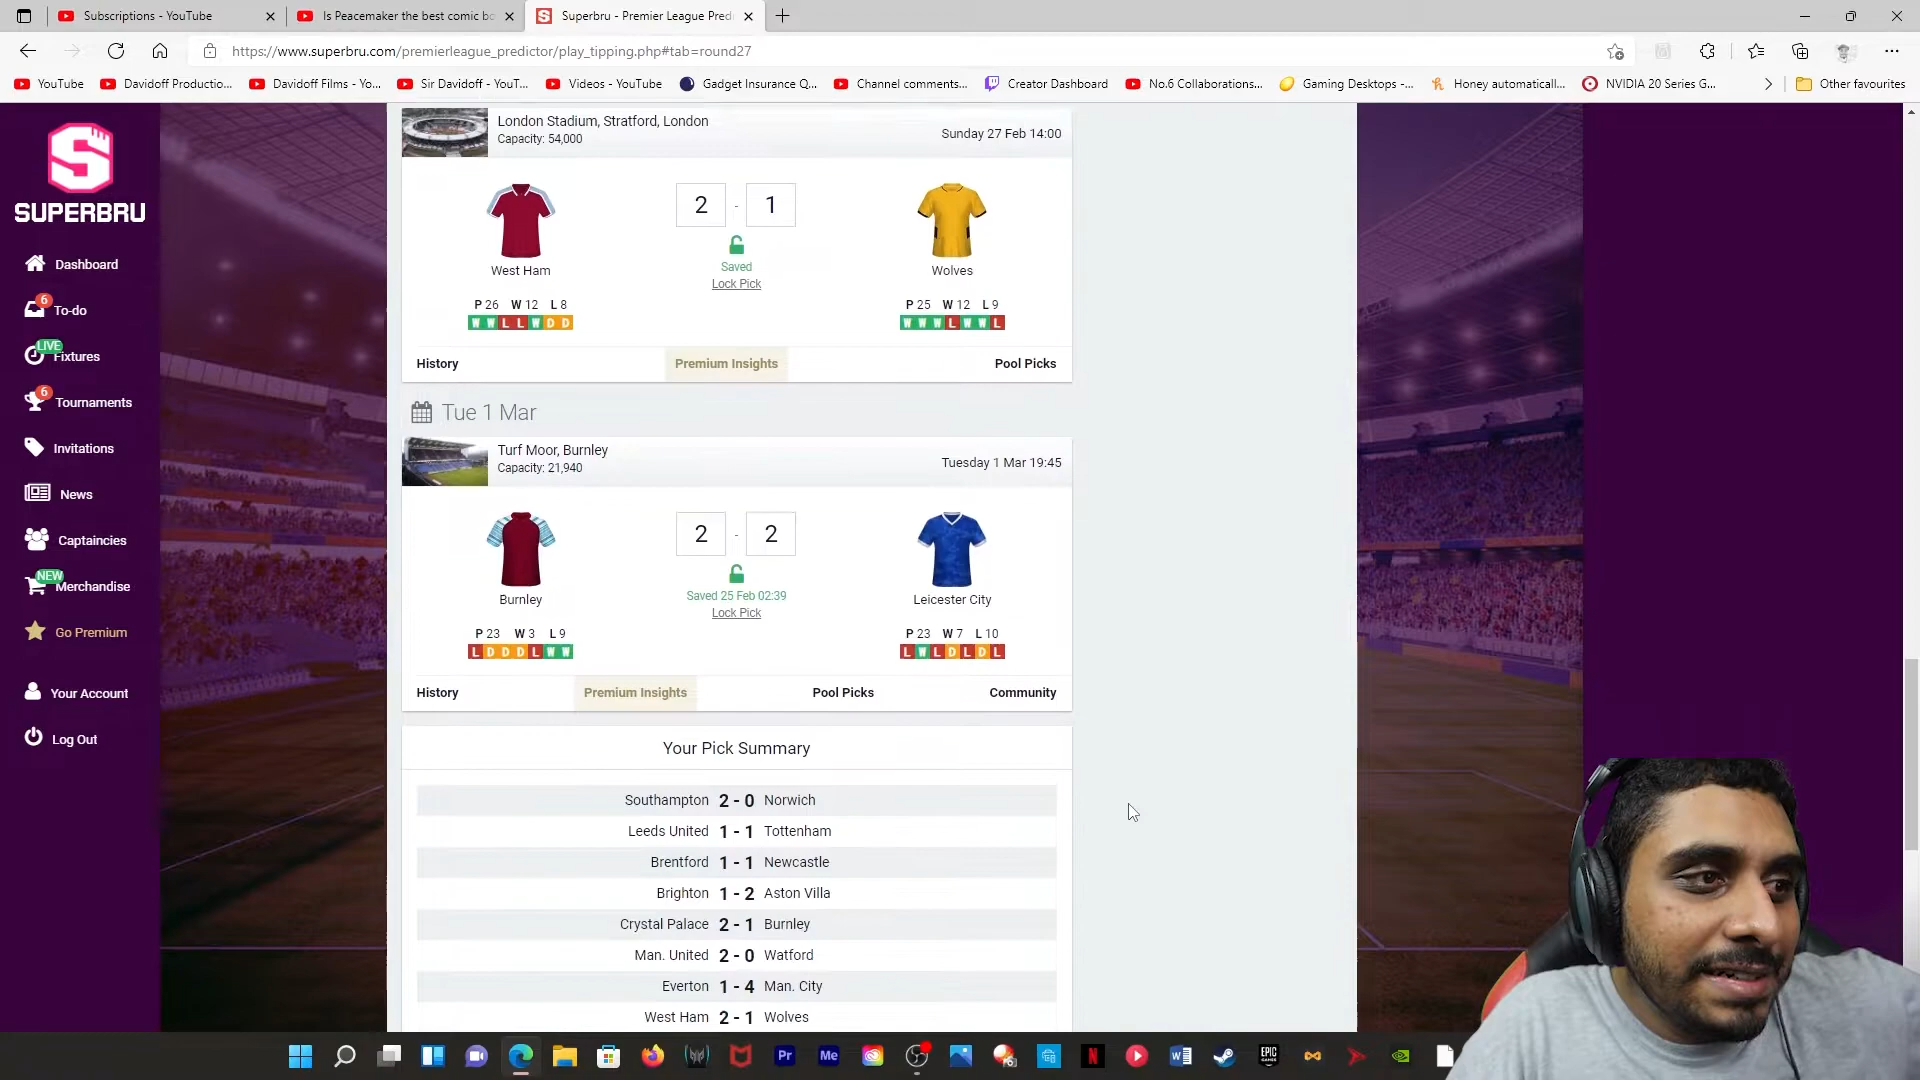 Subscriptions - YouTube
Is Peacemaker the best comic bo
Superbru - Premier League Pred
https://www.superbru.com/premierleague_predictor/play_tipping.php#tab=round27
YouTube
Davidoff Productio...
Davidoff Films - Yo...
Sir Davidoff - YouT...
Videos - YouTube
Gadget Insurance Q...
Channel comments...
Creator Dashboard
No.6 Collaborations...
Gaming Desktops -...
Honey automaticall...
NVIDIA 20 Series G...
Other favourites
S
SUPERBRU
Dashboard
6
To-do
LIVE
Fixtures
6
Tournaments
Invitations
News
Captaincies
NEW
Merchandise
Go Premium
Your Account
Log Out
London Stadium, Stratford, London
Capacity: 54,000
Sunday 27 Feb 14:00
2 - 1
Saved
Lock Pick
West Ham
Wolves
P 26 W 12 L 8
P 25 W 12 L 9
W W L L W D D
W W W L W W L
History
Premium Insights
Pool Picks
Tue 1 Mar
Turf Moor, Burnley
Capacity: 21,940
Tuesday 1 Mar 19:45
2 - 2
Saved 25 Feb 02:39
Lock Pick
Burnley
Leicester City
P 23 W 3 L 9
P 23 W 7 L 10
L D D D L W W
L W L D L D L
History
Premium Insights
Pool Picks
Community
Your Pick Summary
Southampton 2 - 0 Norwich
Leeds United 1 - 1 Tottenham
Brentford 1 - 1 Newcastle
Brighton 1 - 2 Aston Villa
Crystal Palace 2 - 1 Burnley
Man. United 2 - 0 Watford
Everton 1 - 4 Man. City
West Ham 2 - 1 Wolves
Pr
Me
N
W
EPIC GAMES